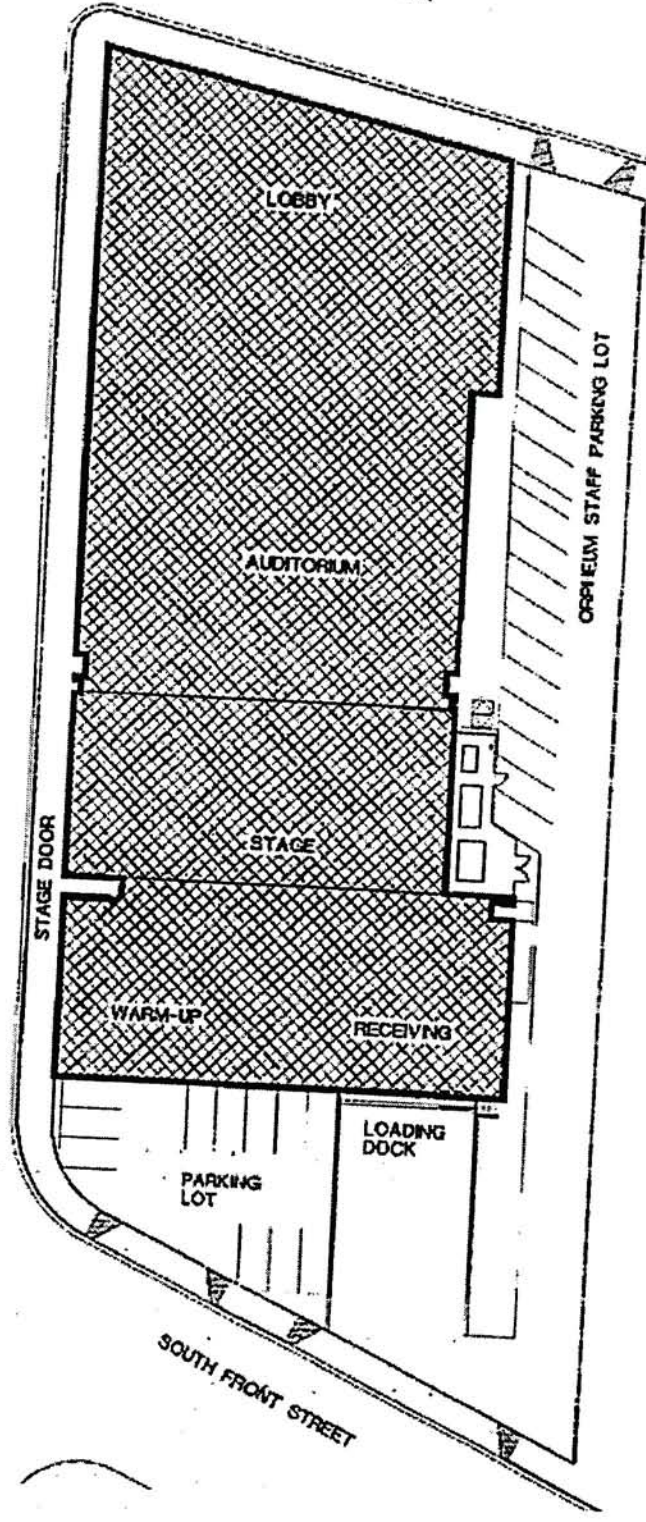 LOBBY
ORPHEUM STAFF PARKING LOT
AUDITORIUM
STAGE
STAGE DOOR
WARM-UP
RECEIVING
LOADING
DOCK
PARKING
LOT
SOUTH FRONT STREET